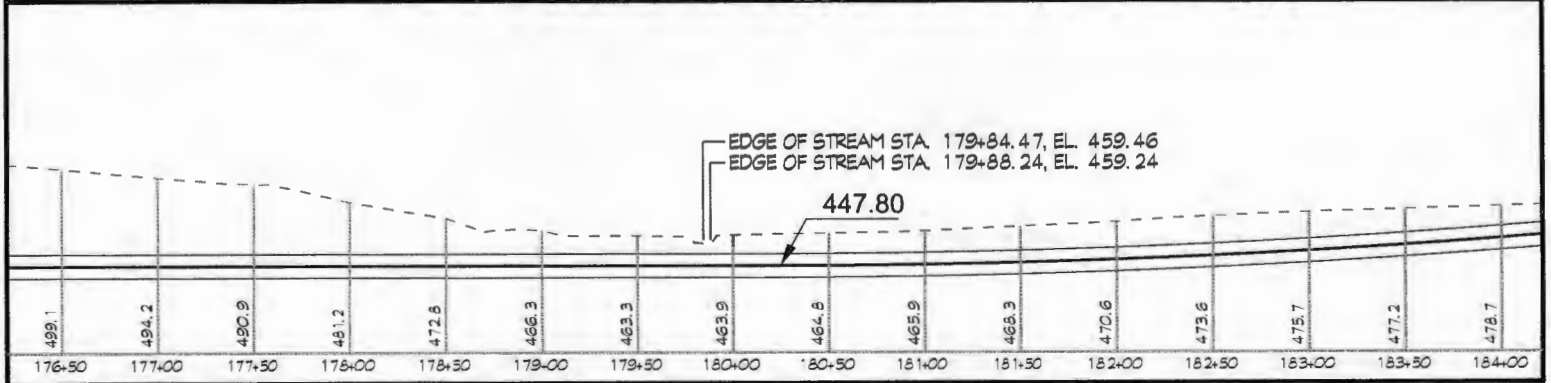 EDGE OF STREAM STA. 179+84.47, EL. 459.46
EDGE OF STREAM STA. 179+88.24, EL. 459.24
447.80
499.1 494.2 490.9 481.2 472.8 466.3 463.3 463.9 464.8 465.9 468.3 470.6 473.6 475.7 477.2 478.7
176+50 177+00 177+50 178+00 178+50 179+00 179+50 180+00 180+50 181+00 181+50 182+00 182+50 183+00 183+50 184+00